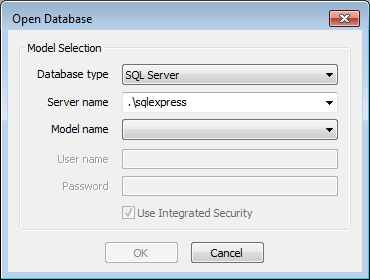 Open Database
Model Selection
Database type SQL Server
Server name .\sqlexpress
Model name
User name
Password
Use Integrated Security
OK Cancel